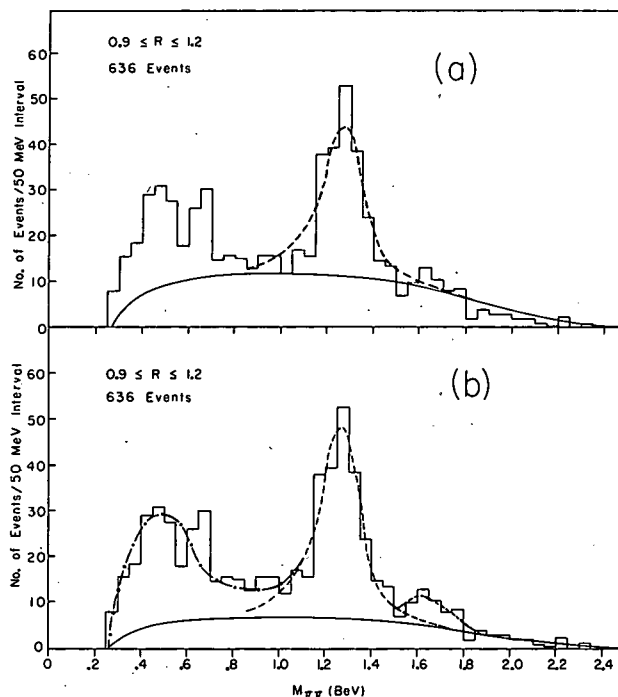 0.9 ≤ R ≤ 1.2
636 Events
(a)
No. of Events/50 MeV Interval
60
50
40
30
20
10
0
0.9 ≤ R ≤ 1.2
636 Events
(b)
No. of Events/50 MeV Interval
60
50
40
30
20
10
0
0 .2 .4 .6 .8 1.0 1.2 1.4 1.6 1.8 2.0 2.2 2.4
Mππ (BeV)